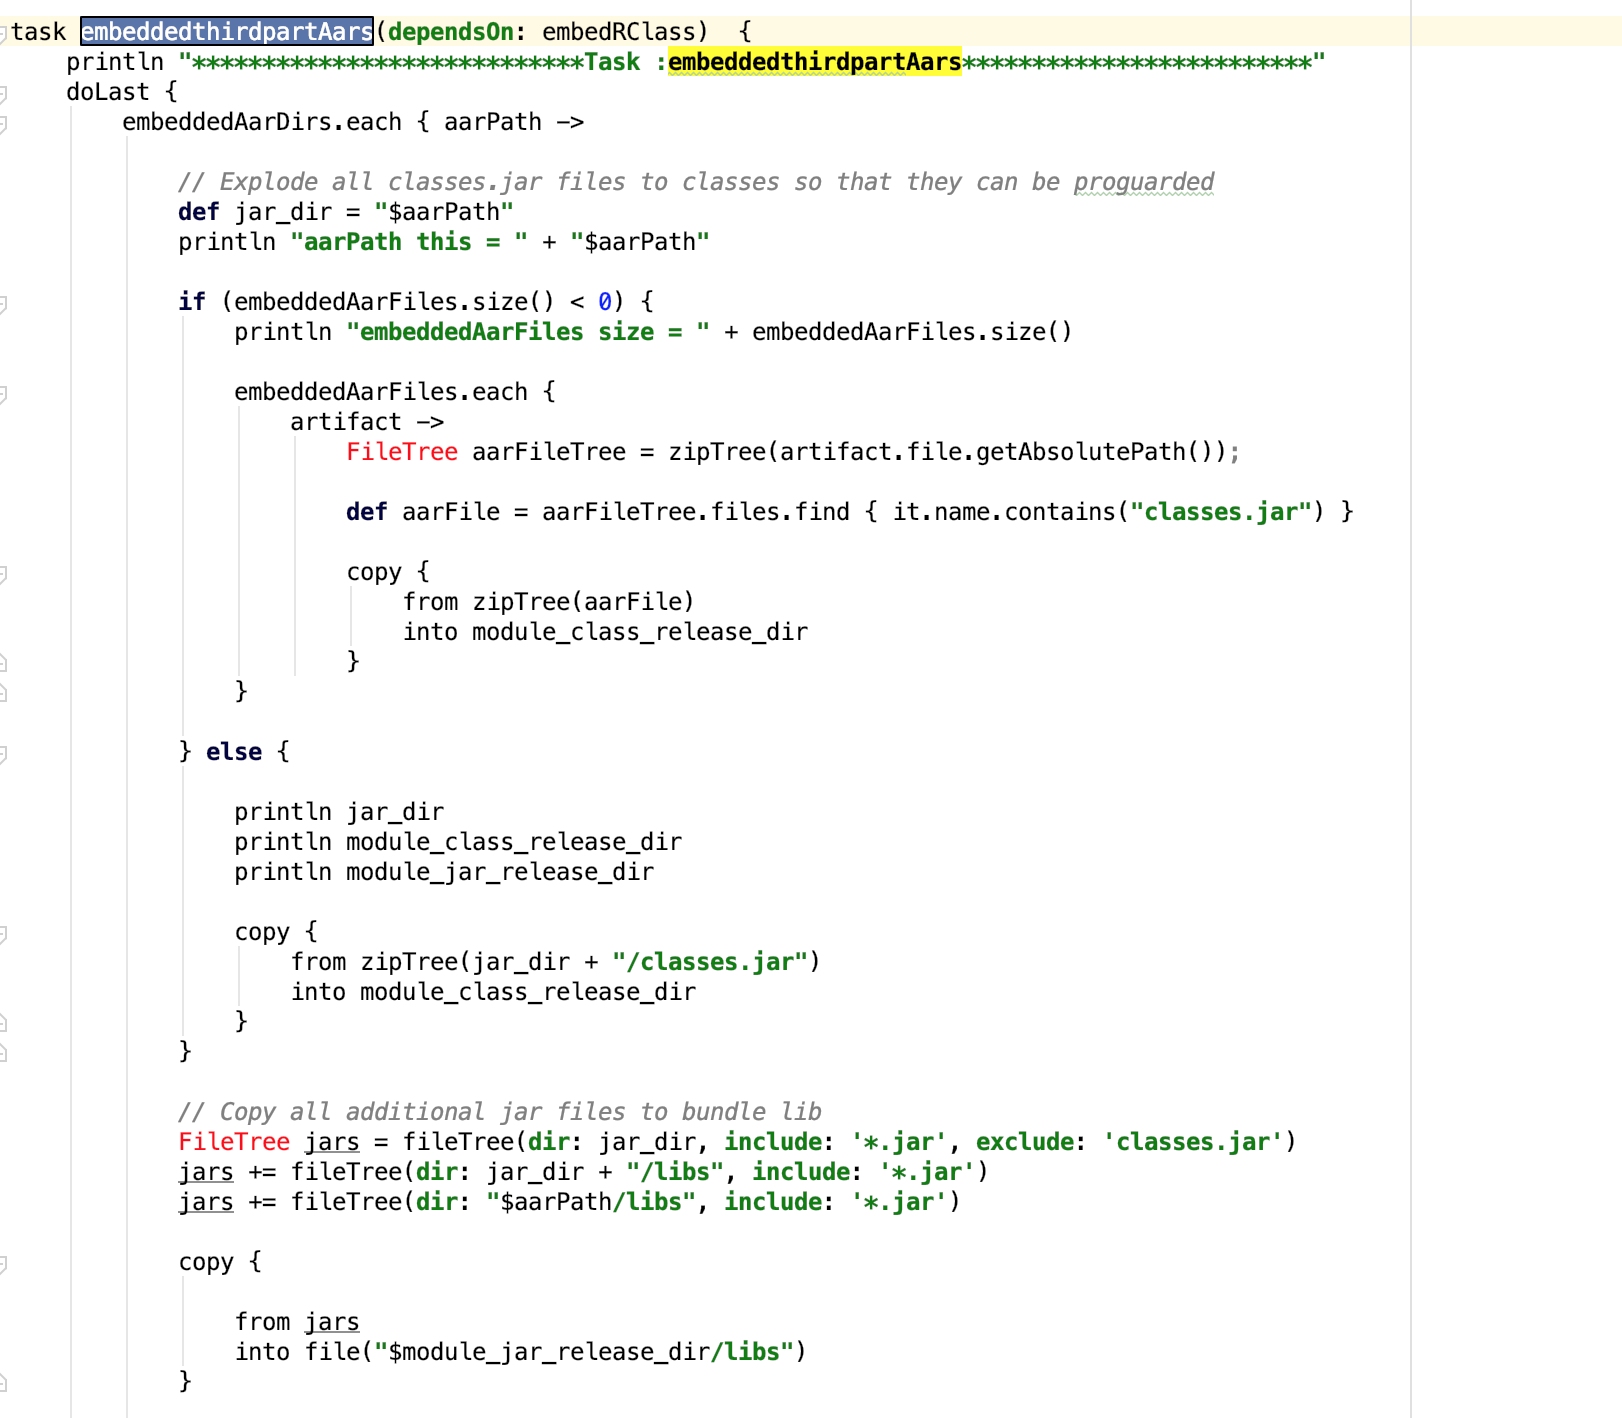 task embeddedthirdpartAars(dependsOn: embedRClass)  {
    println "****************************Task :embeddedthirdpartAars*************************"
    doLast {
        embeddedAarDirs.each { aarPath ->
            // Explode all classes.jar files to classes so that they can be proguarded
            def jar_dir = "$aarPath"
            println "aarPath this = " + "$aarPath"
            if (embeddedAarFiles.size() < 0) {
                println "embeddedAarFiles size = " + embeddedAarFiles.size()
                embeddedAarFiles.each {
                    artifact ->
                        FileTree aarFileTree = zipTree(artifact.file.getAbsolutePath());
                        def aarFile = aarFileTree.files.find { it.name.contains("classes.jar") }
                        copy {
                            from zipTree(aarFile)
                            into module_class_release_dir
                        }
                }
            } else {
                println jar_dir
                println module_class_release_dir
                println module_jar_release_dir
                copy {
                    from zipTree(jar_dir + "/classes.jar")
                    into module_class_release_dir
                }
            }
            // Copy all additional jar files to bundle lib
            FileTree jars = fileTree(dir: jar_dir, include: '*.jar', exclude: 'classes.jar')
            jars += fileTree(dir: jar_dir + "/libs", include: '*.jar')
            jars += fileTree(dir: "$aarPath/libs", include: '*.jar')
            copy {
                from jars
                into file("$module_jar_release_dir/libs")
            }